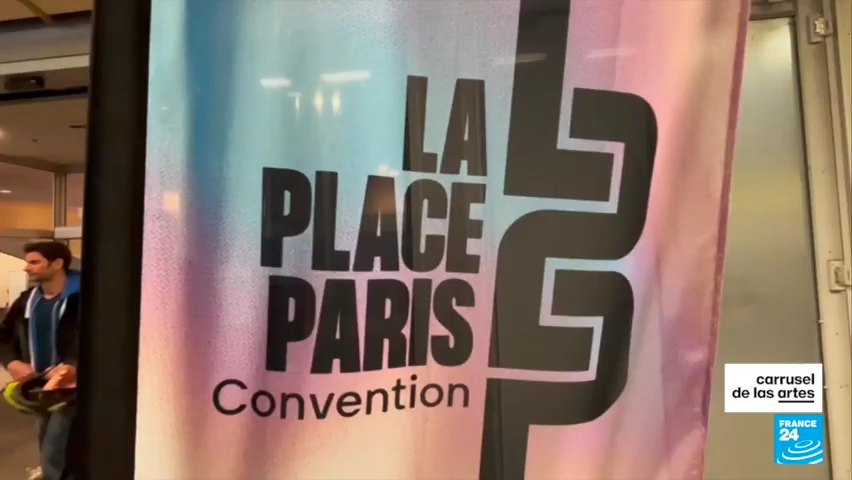 LA
PLACE
PARIS
Convention
carrusel
de las artes
FRANCE
24